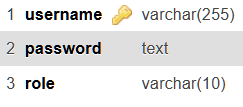 1 username varchar(255)
2 password text
3 role varchar(10)